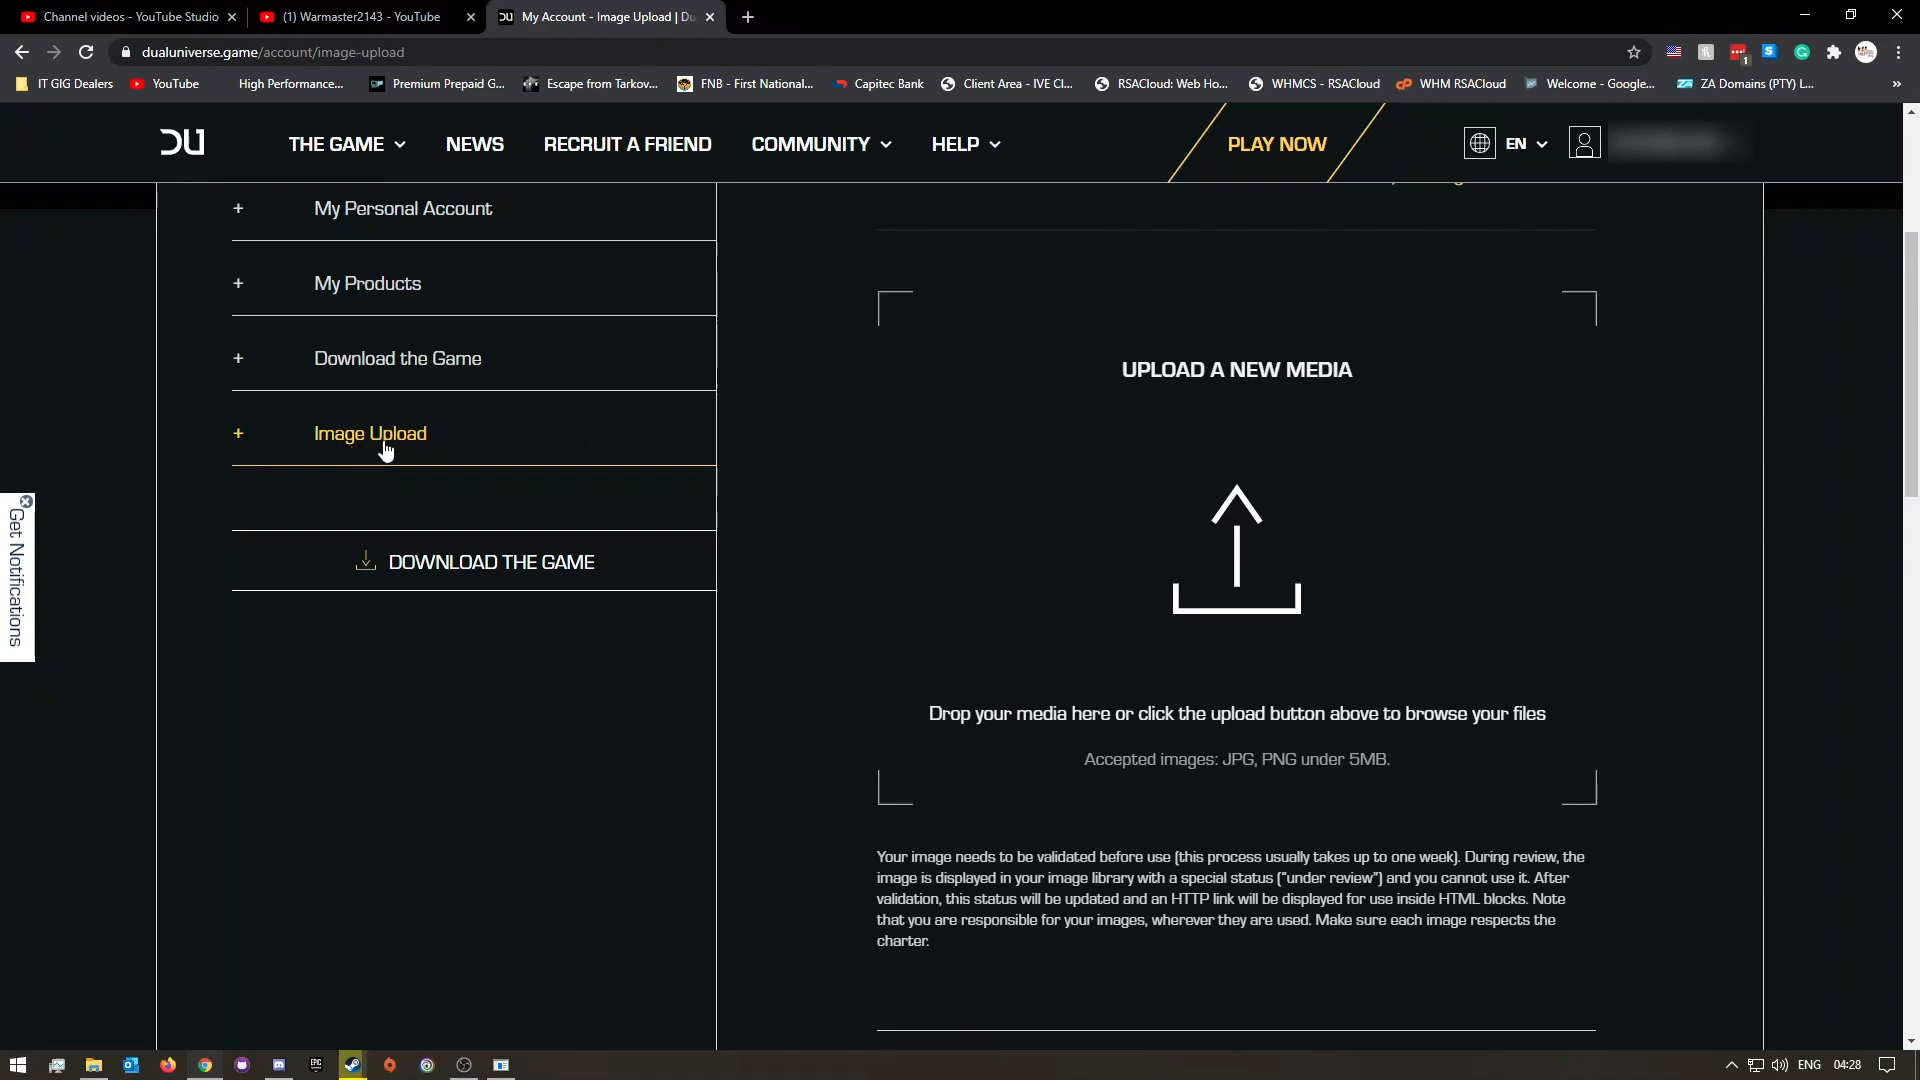 Channel videos - YouTube Studio
(1) Warmaster2143 - YouTube
My Account - Image Upload | Du
dualuniverse.game/account/image-upload
IT GIG Dealers
YouTube
High Performance...
Premium Prepaid G...
Escape from Tarkov...
FNB - First National...
Capitec Bank
Client Area - IVE Cl...
RSACloud: Web Ho...
WHMCS - RSACloud
WHM RSACloud
Welcome - Google...
ZA Domains (PTY) L...
DU
THE GAME
NEWS
RECRUIT A FRIEND
COMMUNITY
HELP
PLAY NOW
EN
+ My Personal Account
+ My Products
+ Download the Game
+ Image Upload
DOWNLOAD THE GAME
Get Notifications
UPLOAD A NEW MEDIA
Drop your media here or click the upload button above to browse your files
Accepted images: JPG, PNG under 5MB.
Your image needs to be validated before use (this process usually takes up to one week). During review, the
image is displayed in your image library with a special status ("under review") and you cannot use it. After
validation, this status will be updated and an HTTP link will be displayed for use inside HTML blocks. Note
that you are responsible for your images, wherever they are used. Make sure each image respects the
charter.
ENG
04:28